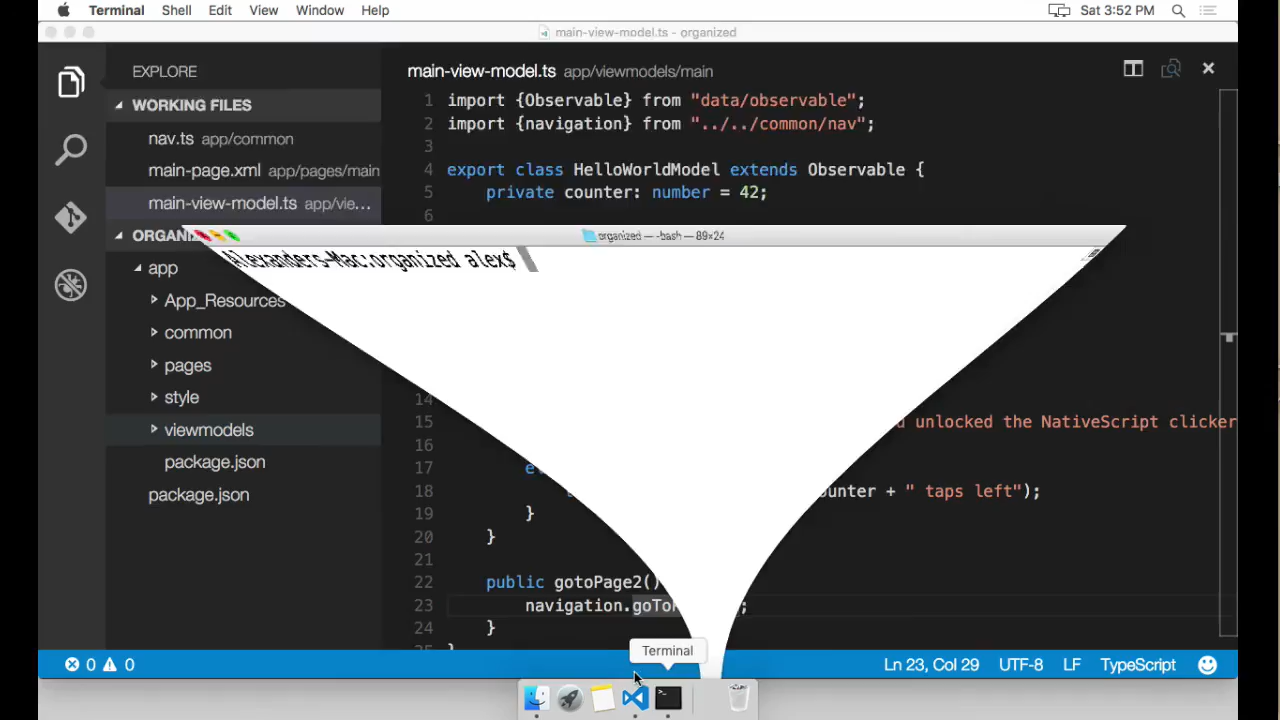 Terminal Shell Edit View Window Help Sat 3:52 PM
main-view-model.ts - organized
EXPLORE
WORKING FILES
nav.ts app/common
main-page.xml app/pages/main
main-view-model.ts app/vie...
ORGANI
app
App_Resources
common
pages
style
viewmodels
package.json
package.json
main-view-model.ts app/viewmodels/main
1 import {Observable} from "data/observable";
2 import {navigation} from "../../common/nav";
3
4 export class HelloWorldModel extends Observable {
5 private counter: number = 42;
6
organized — -bash — 89×24
Alexanders-Mac:organized alex$
14
15 unlocked the NativeScript clicker
16
17
18 + " taps left");
19 }
20 }
21
22 public gotoPage2()
23 navigation. ;
24 }
25 }
Terminal
0 0 Ln 23, Col 29 UTF-8 LF TypeScript